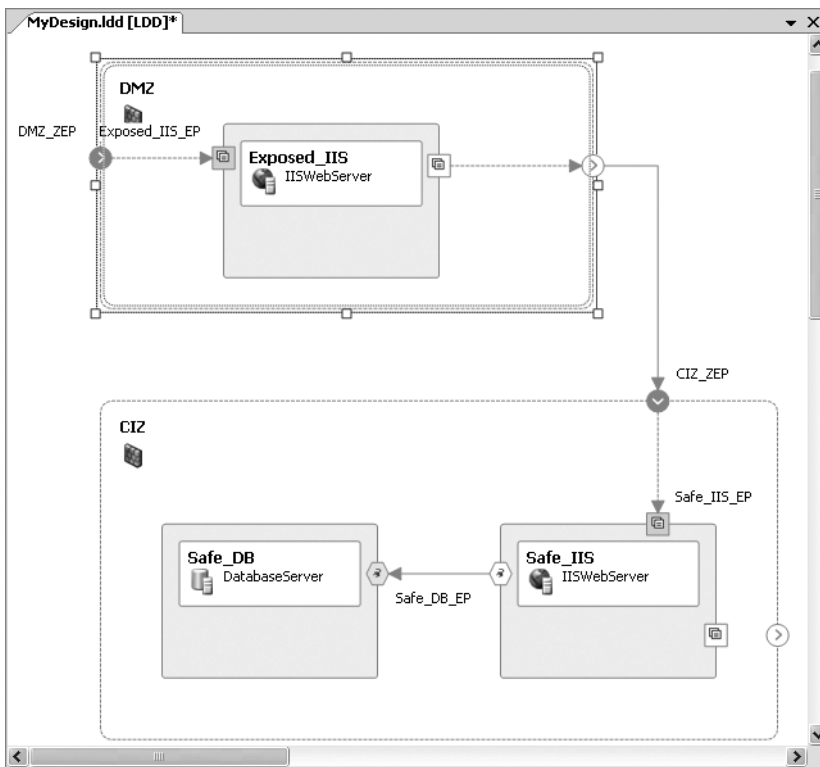 MyDesign.ldd [LDD]*
DMZ
DMZ_ZEP
Exposed_IIS_EP
Exposed_IIS
IISWebServer
CIZ_ZEP
CIZ
Safe_IIS_EP
Safe_DB
DatabaseServer
Safe_DB_EP
Safe_IIS
IISWebServer